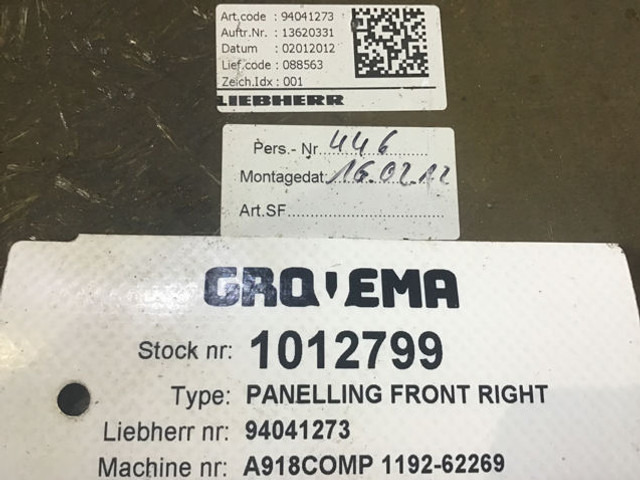 Art.code : 94041273
Auftr.Nr. : 13620331
Datum : 02012012
Lief.code : 088563
Zeich.Idx : 001
LIEBHERR
Pers.- Nr. 446
Montagedat. 16.02.12
Art.SF
GROVEMA
Stock nr: 1012799
Type: PANELLING FRONT RIGHT
Liebherr nr: 94041273
Machine nr: A918COMP 1192-62269